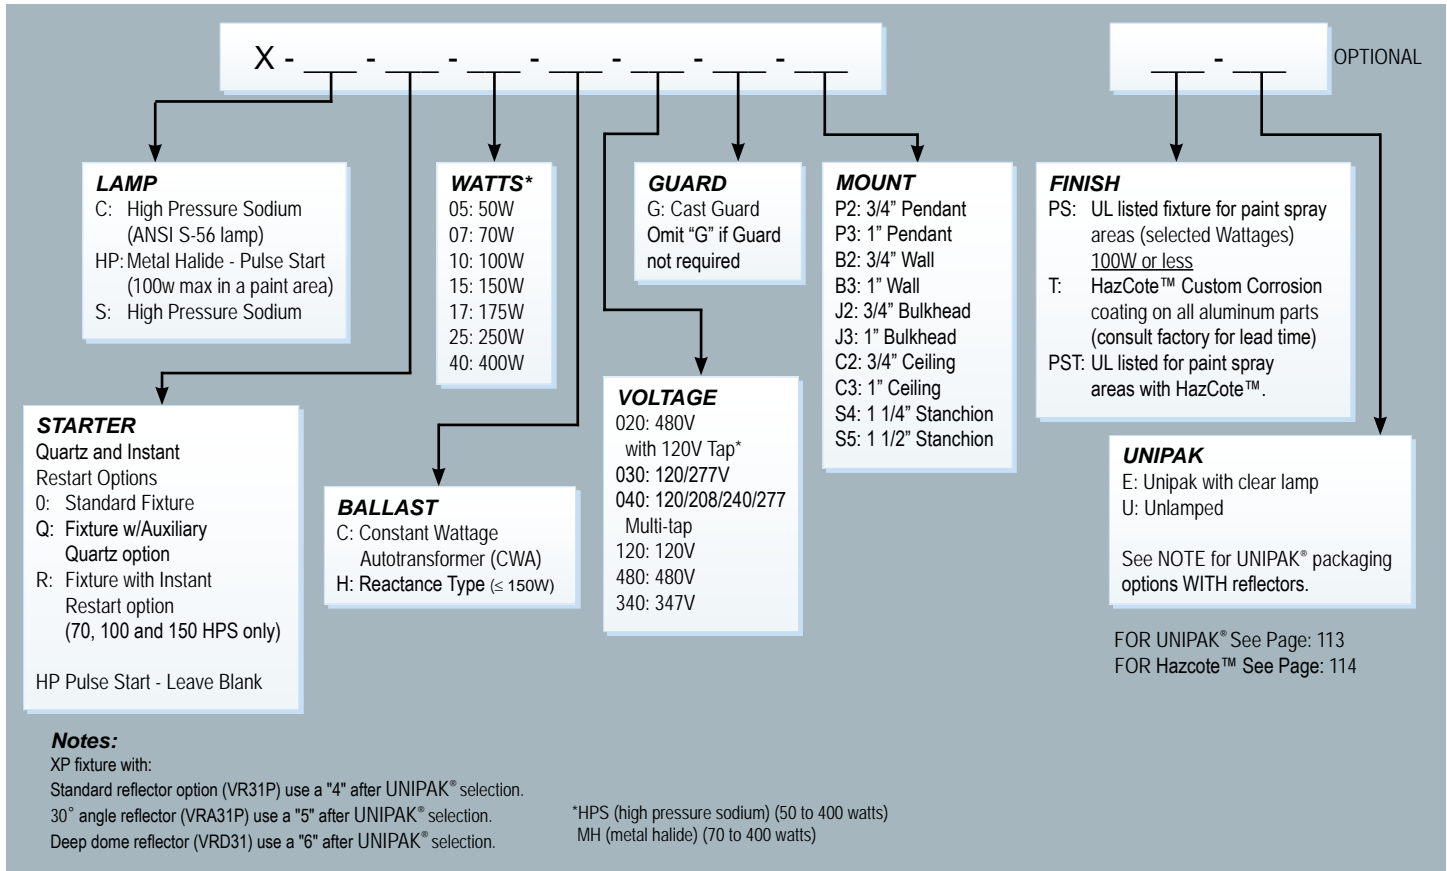 X - ___ - ___ - ___ - ___ - ___ - ___ - ___
___ - ___ OPTIONAL
LAMP
C: High Pressure Sodium
(ANSI S-56 lamp)
HP: Metal Halide - Pulse Start
(100w max in a paint area)
S: High Pressure Sodium
WATTS*
05: 50W
07: 70W
10: 100W
15: 150W
17: 175W
25: 250W
40: 400W
GUARD
G: Cast Guard
Omit “G” if Guard
not required
MOUNT
P2: 3/4” Pendant
P3: 1” Pendant
B2: 3/4” Wall
B3: 1” Wall
J2: 3/4” Bulkhead
J3: 1” Bulkhead
C2: 3/4” Ceiling
C3: 1” Ceiling
S4: 1 1/4” Stanchion
S5: 1 1/2” Stanchion
FINISH
PS: UL listed fixture for paint spray
areas (selected Wattages)
100W or less
T: HazCote™ Custom Corrosion
coating on all aluminum parts
(consult factory for lead time)
PST: UL listed for paint spray
areas with HazCote™.
STARTER
Quartz and Instant
Restart Options
0: Standard Fixture
Q: Fixture w/Auxiliary
Quartz option
R: Fixture with Instant
Restart option
(70, 100 and 150 HPS only)
HP Pulse Start - Leave Blank
BALLAST
C: Constant Wattage
Autotransformer (CWA)
H: Reactance Type (≤ 150W)
VOLTAGE
020: 480V
with 120V Tap*
030: 120/277V
040: 120/208/240/277
Multi-tap
120: 120V
480: 480V
340: 347V
UNIPAK
E: Unipak with clear lamp
U: Unlamped
See NOTE for UNIPAK® packaging
options WITH reflectors.
FOR UNIPAK® See Page: 113
FOR Hazcote™ See Page: 114
Notes:
XP fixture with:
Standard reflector option (VR31P) use a "4" after UNIPAK® selection.
30° angle reflector (VRA31P) use a "5" after UNIPAK® selection.
Deep dome reflector (VRD31) use a "6" after UNIPAK® selection.
*HPS (high pressure sodium) (50 to 400 watts)
MH (metal halide) (70 to 400 watts)